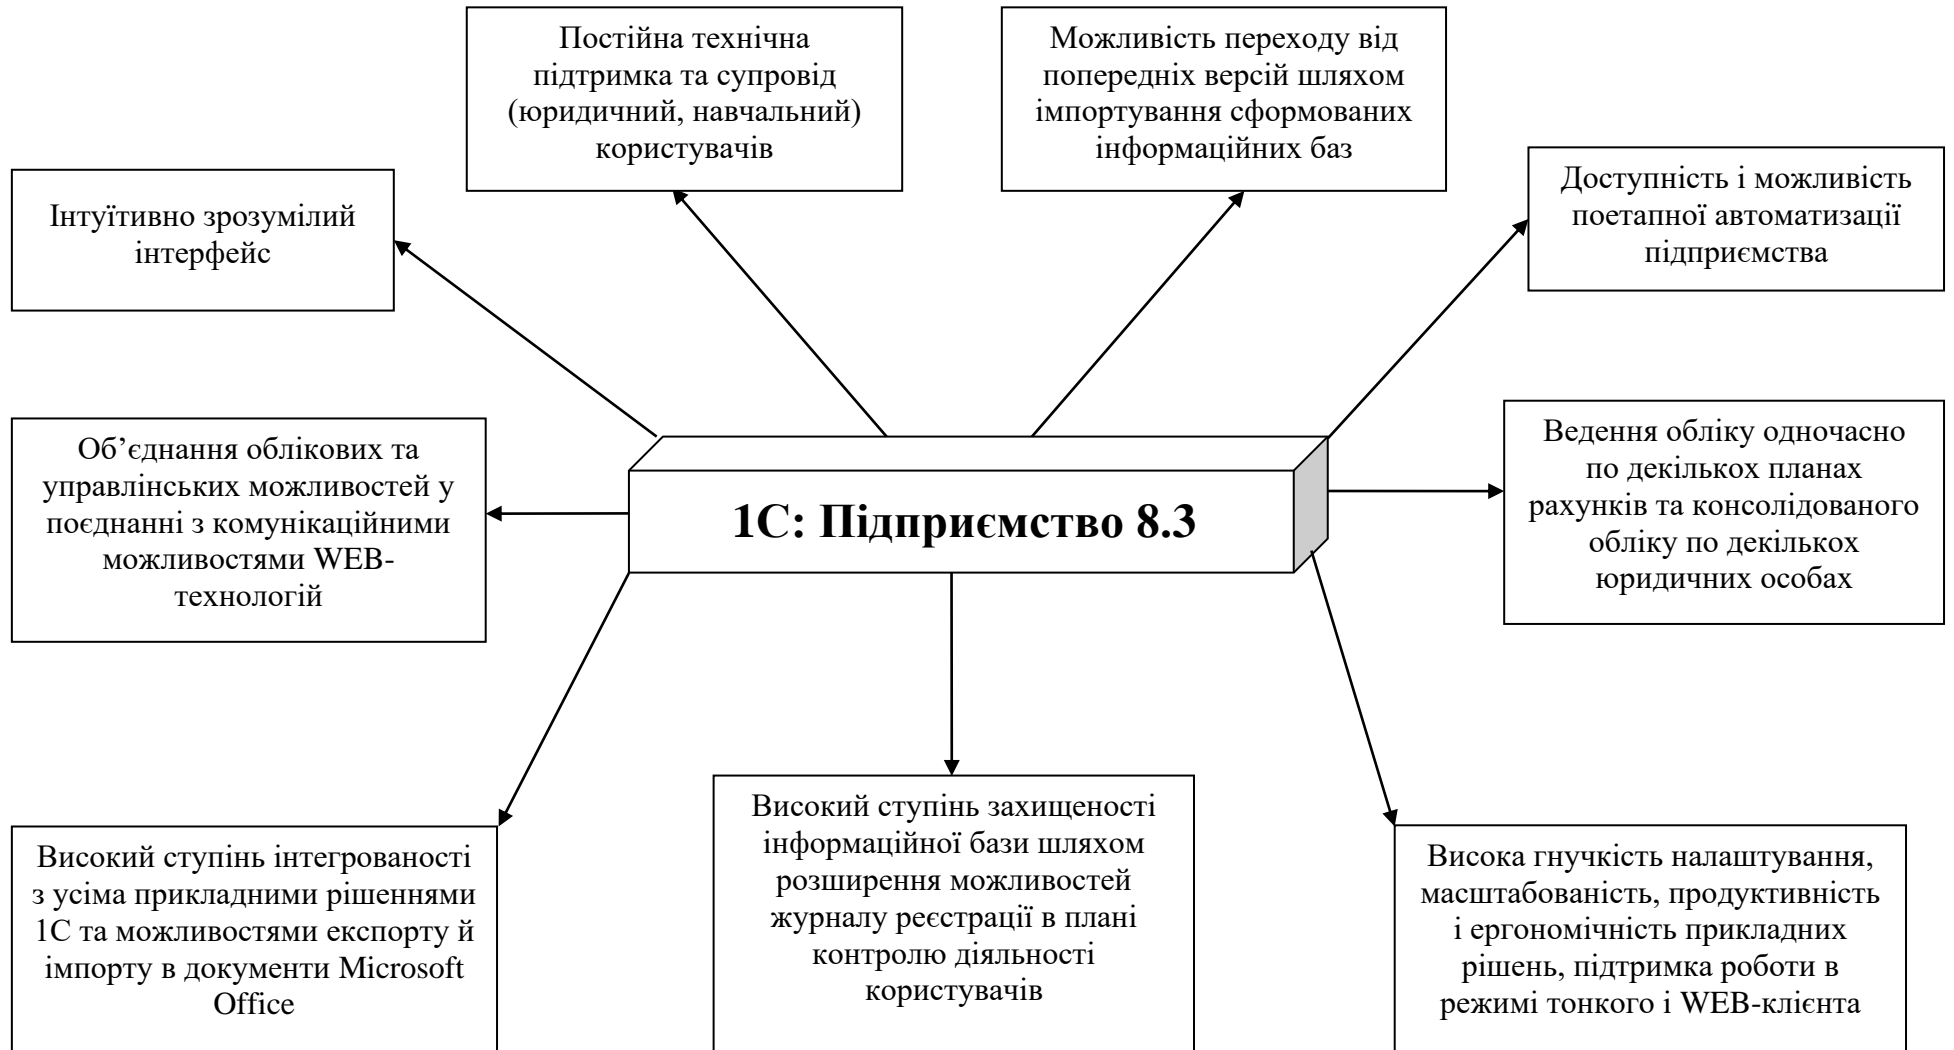 Постійна технічна
підтримка та супровід
(юридичний, навчальний)
користувачів
Можливість переходу від
попередніх версій шляхом
імпортування сформованих
інформаційних баз
Інтуїтивно зрозумілий
інтерфейс
Доступність і можливість
поетапної автоматизації
підприємства
Об’єднання облікових та
управлінських можливостей у
поєднанні з комунікаційними
можливостями WEB-
технологій
1С: Підприємство 8.3
Ведення обліку одночасно
по декількох планах
рахунків та консолідованого
обліку по декількох
юридичних особах
Високий ступінь інтегрованості
з усіма прикладними рішеннями
1С та можливостями експорту й
імпорту в документи Microsoft
Office
Високий ступінь захищеності
інформаційної бази шляхом
розширення можливостей
журналу реєстрації в плані
контролю діяльності
користувачів
Висока гнучкість налаштування,
масштабованість, продуктивність
і ергономічність прикладних
рішень, підтримка роботи в
режимі тонкого і WEB-клієнта